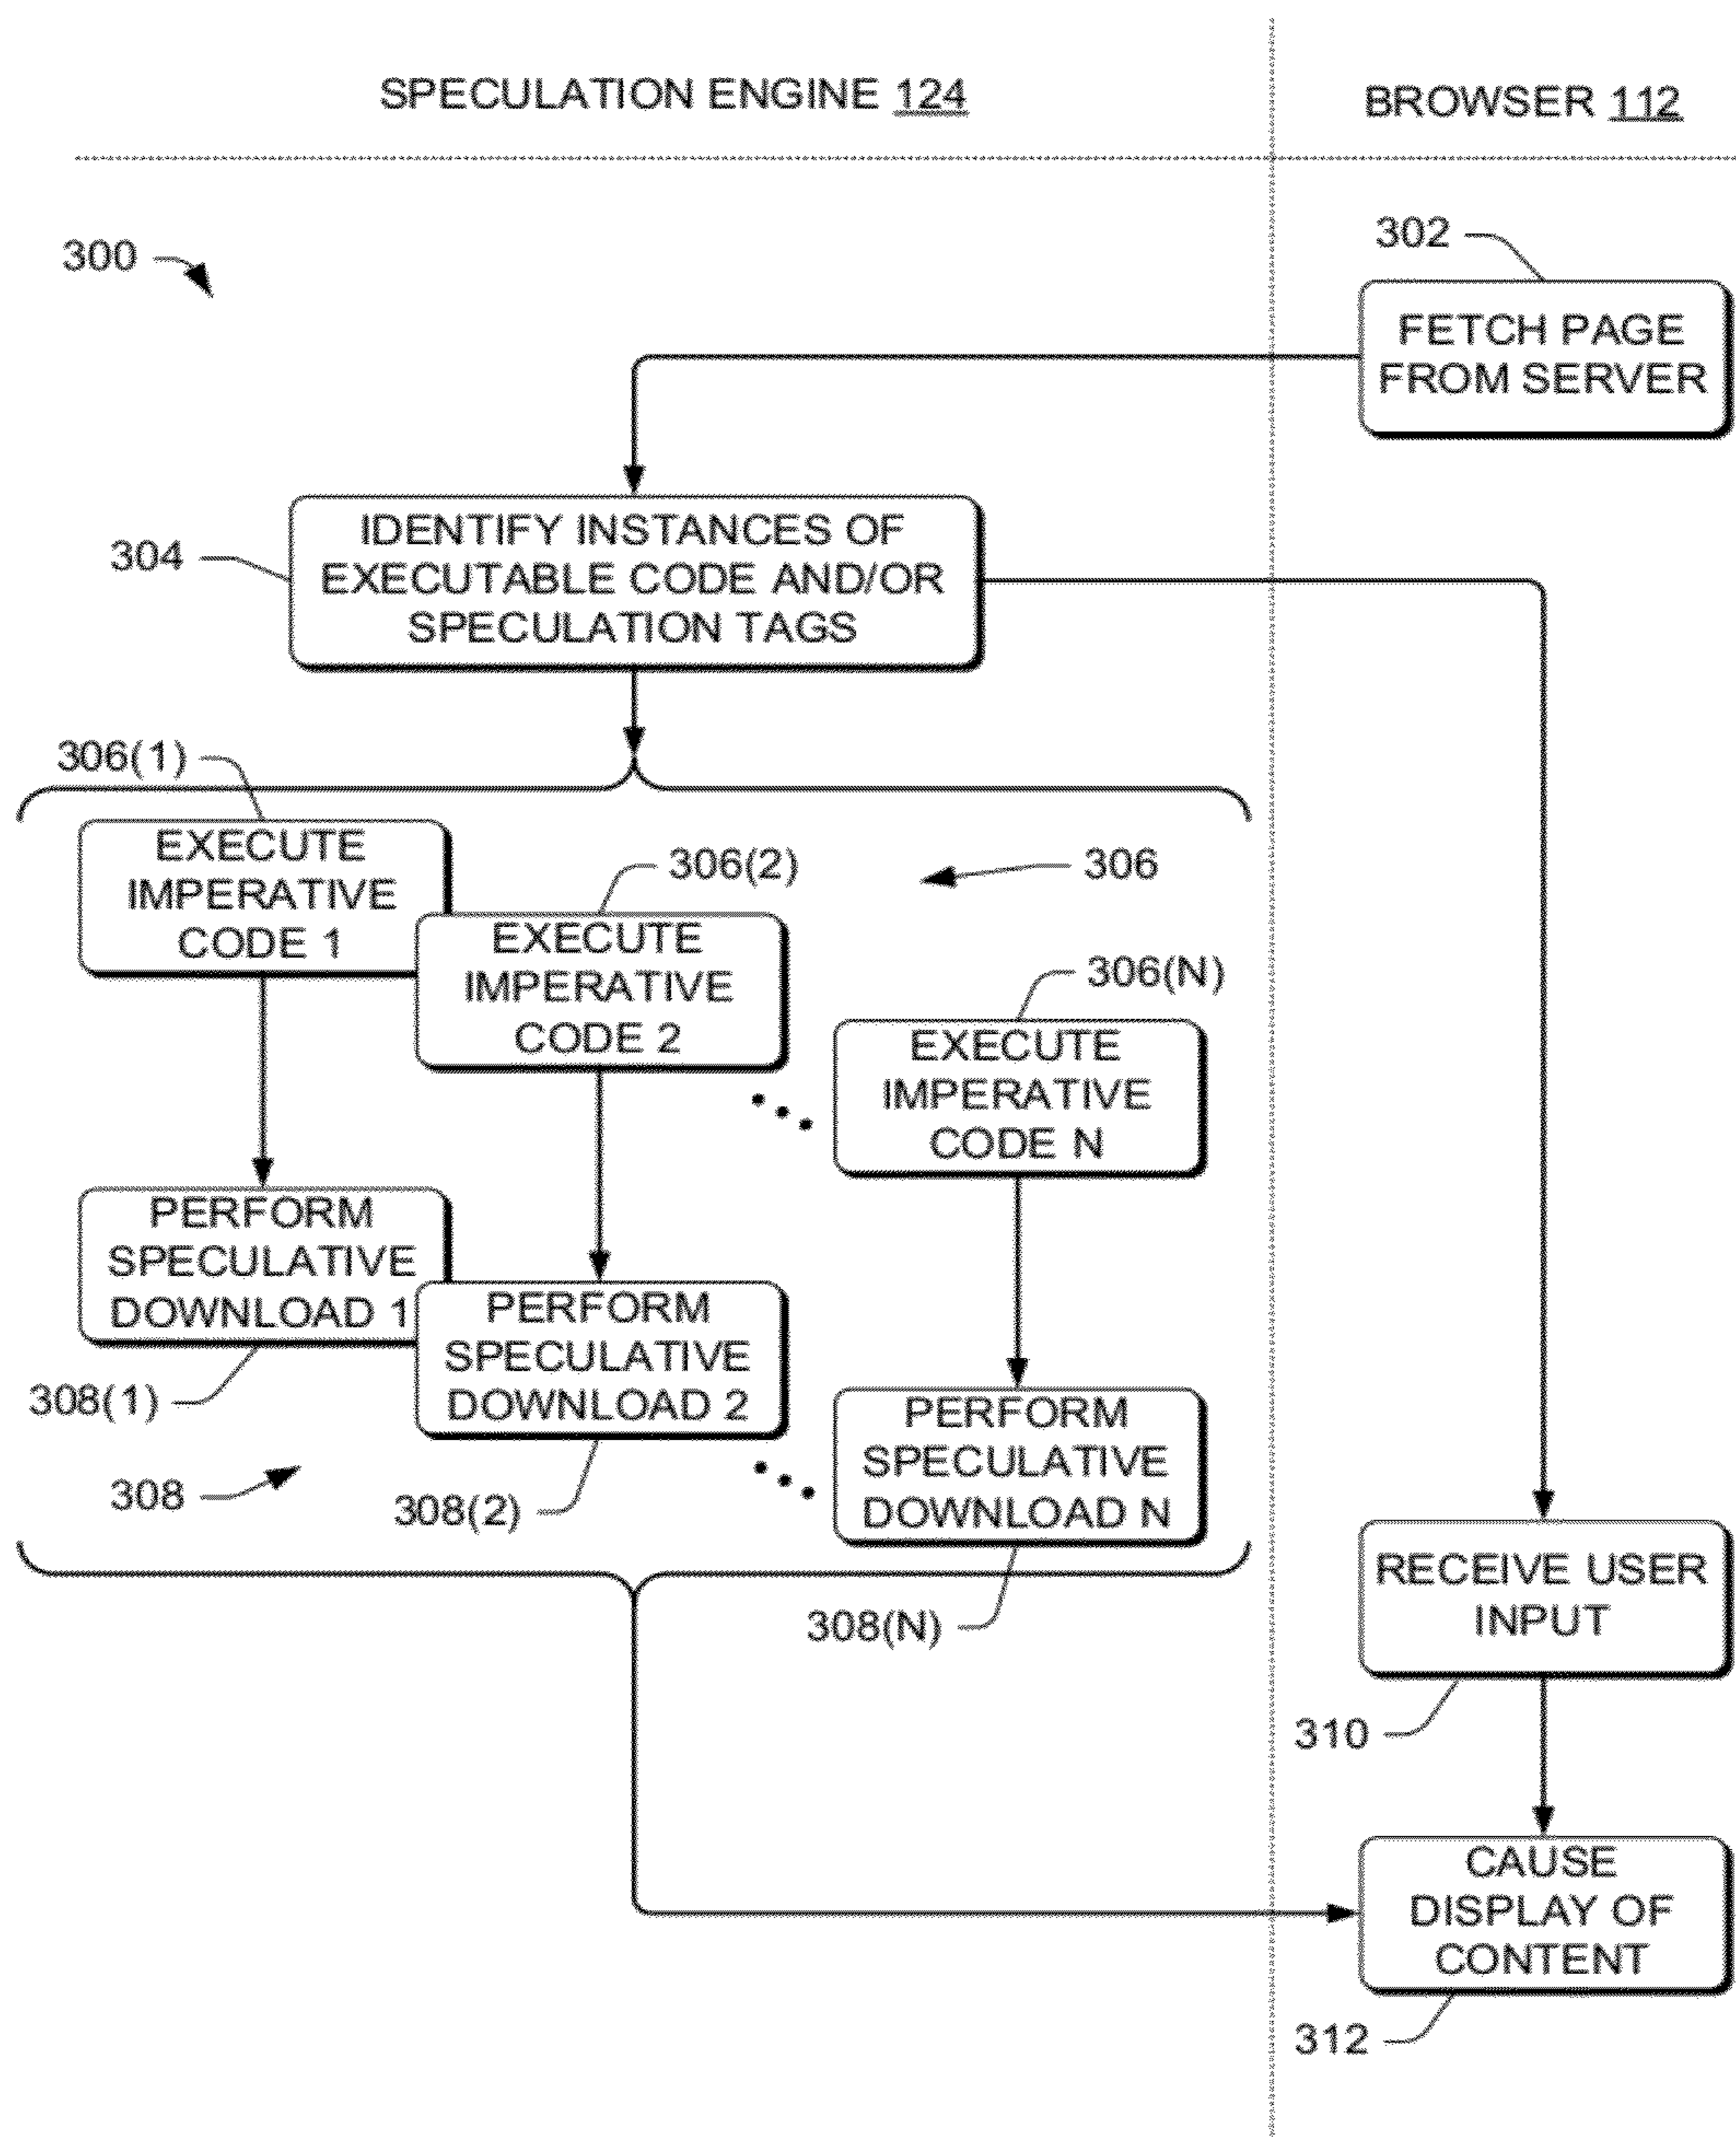 SPECULATION ENGINE 124
BROWSER 112
300
302
FETCH PAGE
FROM SERVER
304
IDENTIFY INSTANCES OF
EXECUTABLE CODE AND/OR
SPECULATION TAGS
306(1)
EXECUTE
IMPERATIVE
CODE 1
306(2)
EXECUTE
IMPERATIVE
CODE 2
306
306(N)
EXECUTE
IMPERATIVE
CODE N
PERFORM
SPECULATIVE
DOWNLOAD 1
308(1)
PERFORM
SPECULATIVE
DOWNLOAD 2
308(2)
308
PERFORM
SPECULATIVE
DOWNLOAD N
308(N)
RECEIVE USER
INPUT
310
CAUSE
DISPLAY OF
CONTENT
312